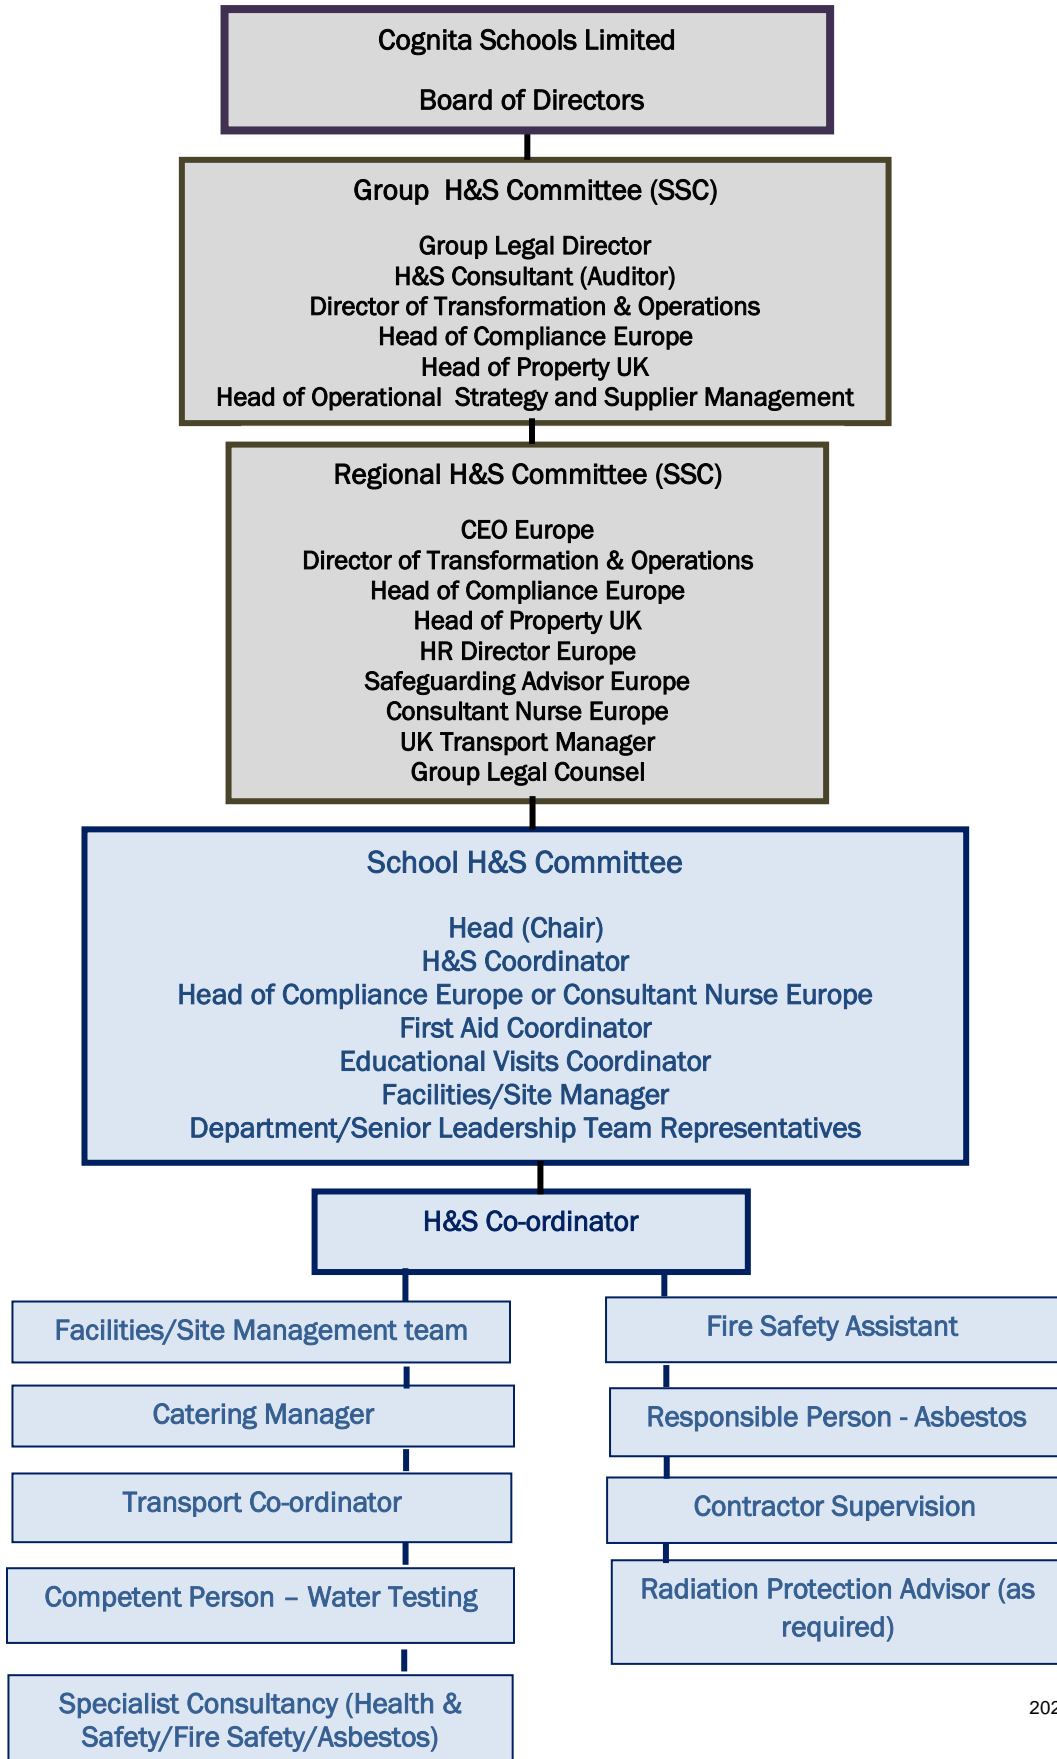 Cognita Schools Limited
Board of Directors
Group H&S Committee (SSC)
Group Legal Director
H&S Consultant (Auditor)
Director of Transformation & Operations
Head of Compliance Europe
Head of Property UK
Head of Operational Strategy and Supplier Management
Regional H&S Committee (SSC)
CEO Europe
Director of Transformation & Operations
Head of Compliance Europe
Head of Property UK
HR Director Europe
Safeguarding Advisor Europe
Consultant Nurse Europe
UK Transport Manager
Group Legal Counsel
School H&S Committee
Head (Chair)
H&S Coordinator
Head of Compliance Europe or Consultant Nurse Europe
First Aid Coordinator
Educational Visits Coordinator
Facilities/Site Manager
Department/Senior Leadership Team Representatives
H&S Co-ordinator
Facilities/Site Management team
Catering Manager
Transport Co-ordinator
Competent Person – Water Testing
Specialist Consultancy (Health &
Safety/Fire Safety/Asbestos)
Fire Safety Assistant
Responsible Person - Asbestos
Contractor Supervision
Radiation Protection Advisor (as
required)
202